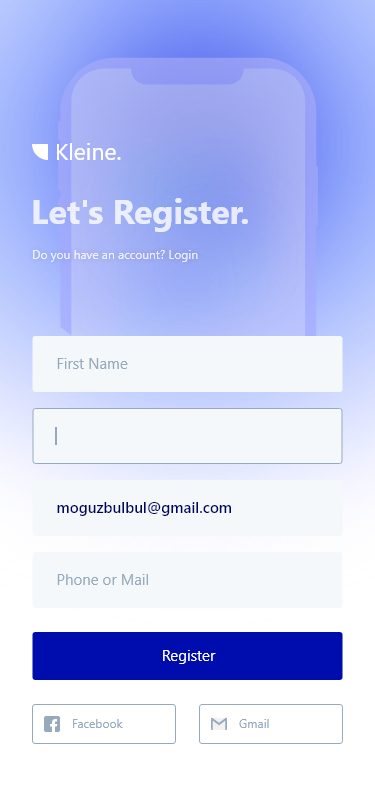 Kleine.
Let's Register.
Do you have an account? Login
First Name
moguzbulbul@gmail.com
Phone or Mail
Register
Facebook
Gmail